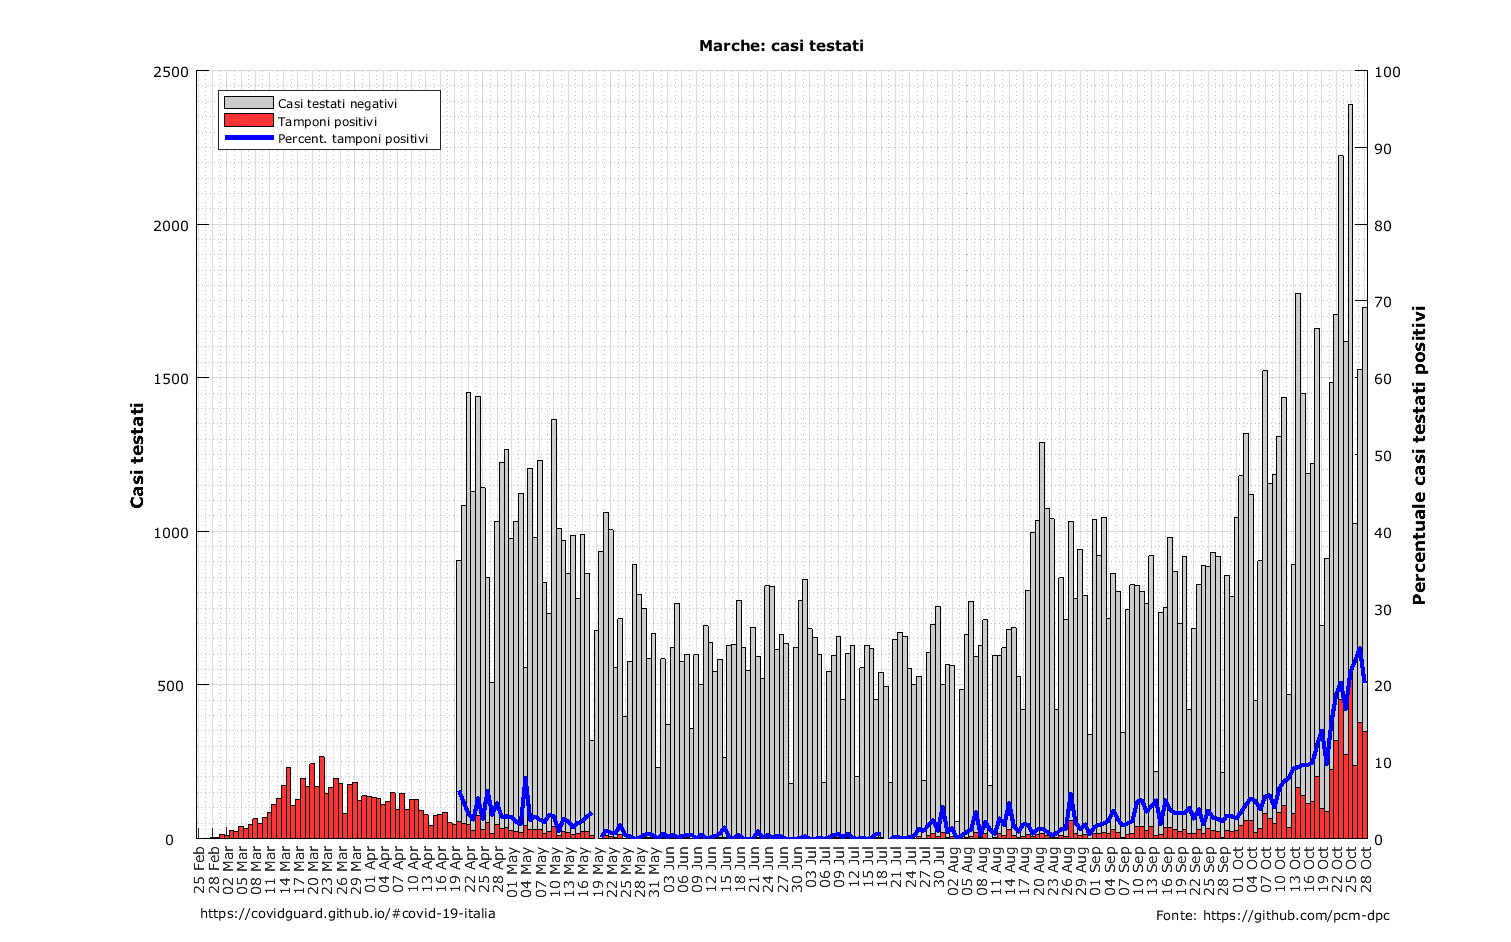 Marche: casi testati
Casi testati negativi
Tamponi positivi
Percent. tamponi positivi
Casi testati
2500
2000
1500
1000
500
0
100
90
80
70
60
50
40
30
20
10
0
Percentuale casi testati positivi
25 Feb
28 Feb
02 Mar
05 Mar
08 Mar
11 Mar
14 Mar
17 Mar
20 Mar
23 Mar
26 Mar
29 Mar
01 Apr
04 Apr
07 Apr
10 Apr
13 Apr
16 Apr
19 Apr
22 Apr
25 Apr
28 Apr
01 May
04 May
07 May
10 May
13 May
16 May
19 May
22 May
25 May
28 May
31 May
03 Jun
06 Jun
09 Jun
12 Jun
15 Jun
18 Jun
21 Jun
24 Jun
27 Jun
30 Jun
03 Jul
06 Jul
09 Jul
12 Jul
15 Jul
18 Jul
21 Jul
24 Jul
27 Jul
30 Jul
02 Aug
05 Aug
08 Aug
11 Aug
14 Aug
17 Aug
20 Aug
23 Aug
26 Aug
29 Aug
01 Sep
04 Sep
07 Sep
10 Sep
13 Sep
16 Sep
19 Sep
22 Sep
25 Sep
28 Sep
01 Oct
04 Oct
07 Oct
10 Oct
13 Oct
16 Oct
19 Oct
22 Oct
25 Oct
28 Oct
https://covidguard.github.io/#covid-19-italia
Fonte: https://github.com/pcm-dpc